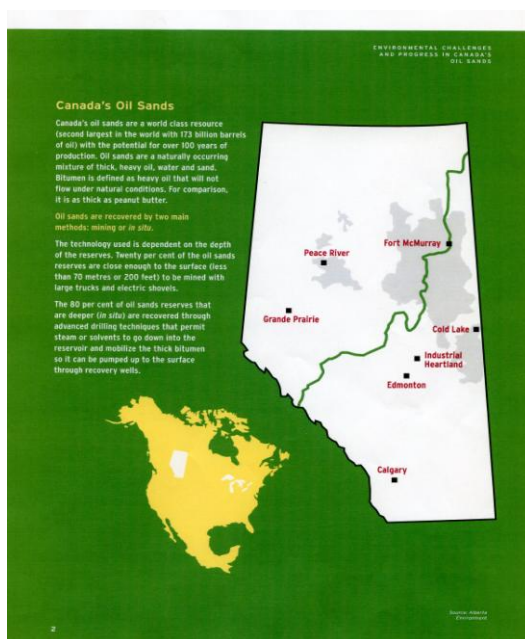 ENVIRONMENTAL CHALLENGES
AND PROGRESS IN CANADA'S
OIL SANDS
Canada's Oil Sands
Canada's oil sands are a world class resource
(second largest in the world with 173 billion barrels
of oil) with the potential for over 100 years of
production. Oil sands are a naturally occurring
mixture of thick, heavy oil, water and sand.
Bitumen is defined as heavy oil that will not
flow under natural conditions. For comparison,
it is as thick as peanut butter.
Oil sands are recovered by two main
methods: mining or in situ.
The technology used is dependent on the depth
of the reserves. Twenty per cent of the oil sands
reserves are close enough to the surface (less
than 70 metres or 200 feet) to be mined with
large trucks and electric shovels.
The 80 per cent of oil sands reserves that
are deeper (in situ) are recovered through
advanced drilling techniques that permit
steam or solvents to go down into the
reservoir and mobilize the thick bitumen
so it can be pumped up to the surface
through recovery wells.
Fort McMurray
Peace River
Grande Prairie
Cold Lake
Industrial
Heartland
Edmonton
Calgary
Source: Alberta
Environment
2